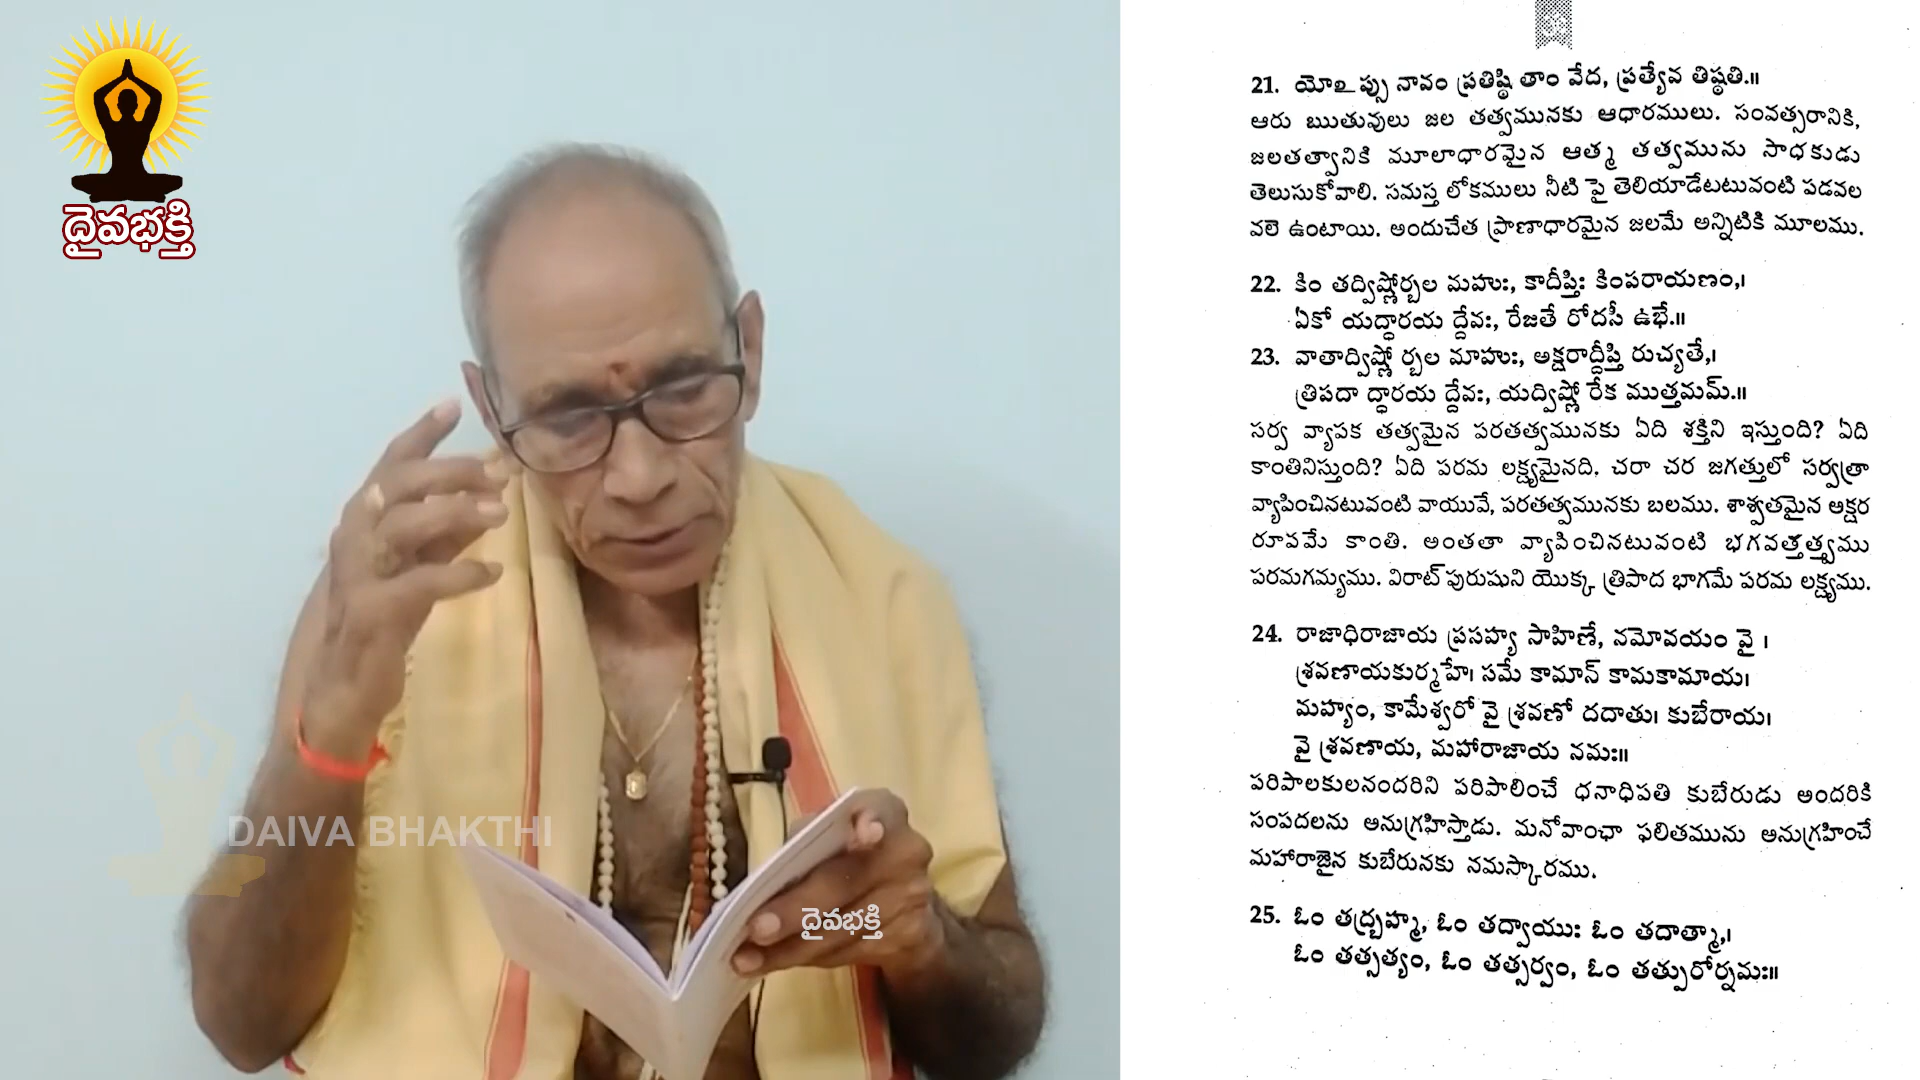 దైవభక్తి
DAIVA BHAKTHI
దైవభక్తి
21. యోఽప్సు నావం ప్రతిష్ఠి తాం వేద, ప్రత్యేవ తిష్ఠతి.॥
ఆరు ఋతువులు జల తత్వమునకు ఆధారములు. సంవత్సరానికి,
జలతత్వానికి మూలాధారమైన ఆత్మ తత్వమును సాధకుడు
తెలుసుకోవాలి. సమస్త లోకములు నీటి పై తెలియాడేటటువంటి పడవల
వలె ఉంటాయి. అందుచేత ప్రాణాధారమైన జలమే అన్నిటికి మూలము.
22. కిం తద్విష్ణోర్బల మహుః, కాదీప్తిః కింపరాయణం,।
ఏకో యద్ధారయ ద్దేవః, రేజతే రోదసీ ఉభే.॥
23. వాతాద్విష్ణో ర్బల మాహుః, అక్షరాద్దీప్తి రుచ్యతే,।
త్రిపదా ద్ధారయ ద్దేవః, యద్విష్ణో రేక ముత్తమమ్.॥
సర్వ వ్యాపక తత్వమైన పరతత్వమునకు ఏది శక్తిని ఇస్తుంది? ఏది
కాంతినిస్తుంది? ఏది పరమ లక్ష్యమైనది. చరా చర జగత్తులో సర్వత్రా
వ్యాపించినటువంటి వాయువే, పరతత్వమునకు బలము. శాశ్వతమైన అక్షర
రూపమే కాంతి. అంతతా వ్యాపించినటువంటి భగవత్తత్త్వము
పరమగమ్యము. విరాట్ పురుషుని యొక్క త్రిపాద భాగమే పరమ లక్ష్యము.
24. రాజాధిరాజాయ ప్రసహ్య సాహినే, నమోవయం వై ।
శ్రవణాయకుర్మహే। సమే కామాన్ కామకామాయ।
మహ్యం, కామేశ్వరో వై శ్రవణో దదాతు। కుబేరాయ।
వై శ్రవణాయ, మహారాజాయ నమః॥
పరిపాలకులనందరిని పరిపాలించే ధనాధిపతి కుబేరుడు అందరికి
సంపదలను అనుగ్రహిస్తాడు. మనోవాంఛా ఫలితమును అనుగ్రహించే
మహారాజైన కుబేరునకు నమస్కారము.
25. ఓం తద్బ్రహ్మ, ఓం తద్వాయుః ఓం తదాత్మా,।
ఓం తత్సత్యం, ఓం తత్సర్వం, ఓం తత్పురోర్నమః॥